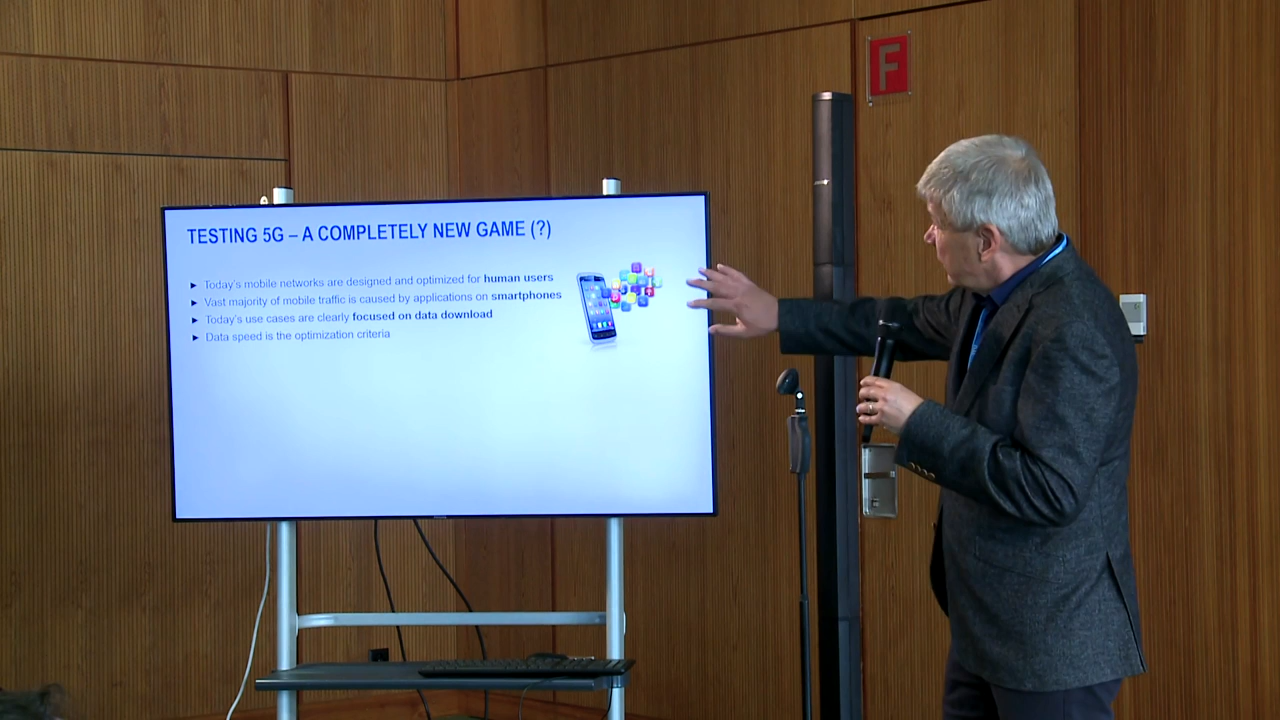 F
TESTING 5G – A COMPLETELY NEW GAME (?)
► Today's mobile networks are designed and optimized for human users
► Vast majority of mobile traffic is caused by applications on smartphones
► Today's use cases are clearly focused on data download
► Data speed is the optimization criteria